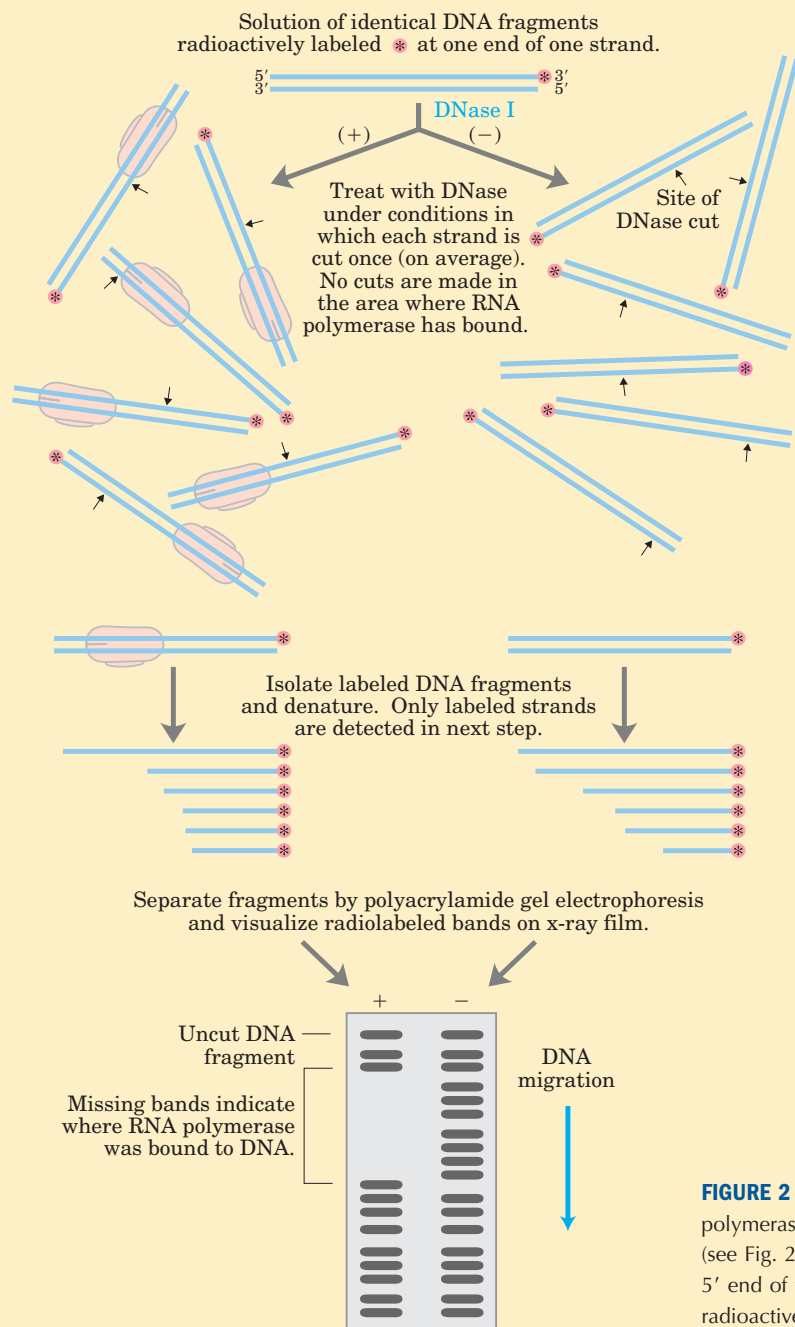 Solution of identical DNA fragments
radioactively labeled * at one end of one strand.
5′ * 3′
3′ 5′
DNase I
(+) (−)
Treat with DNase
under conditions in
which each strand is
cut once (on average).
No cuts are made in
the area where RNA
polymerase has bound.
Site of
DNase cut
Isolate labeled DNA fragments
and denature. Only labeled strands
are detected in next step.
Separate fragments by polyacrylamide gel electrophoresis
and visualize radiolabeled bands on x-ray film.
+ −
Uncut DNA
fragment
DNA
migration
Missing bands indicate
where RNA polymerase
was bound to DNA.
FIGURE 2
polymeras
(see Fig. 2
5′ end of
radioactive